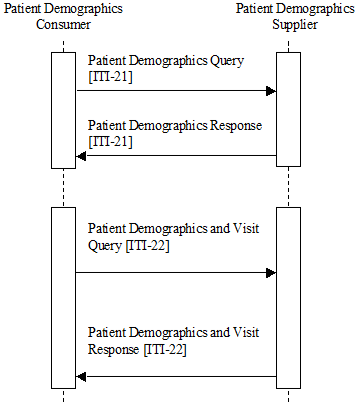 Patient Demographics
Consumer
Patient Demographics
Supplier
Patient Demographics Query
[ITI-21]
Patient Demographics Response
[ITI-21]
Patient Demographics and Visit
Query [ITI-22]
Patient Demographics and Visit
Response [ITI-22]